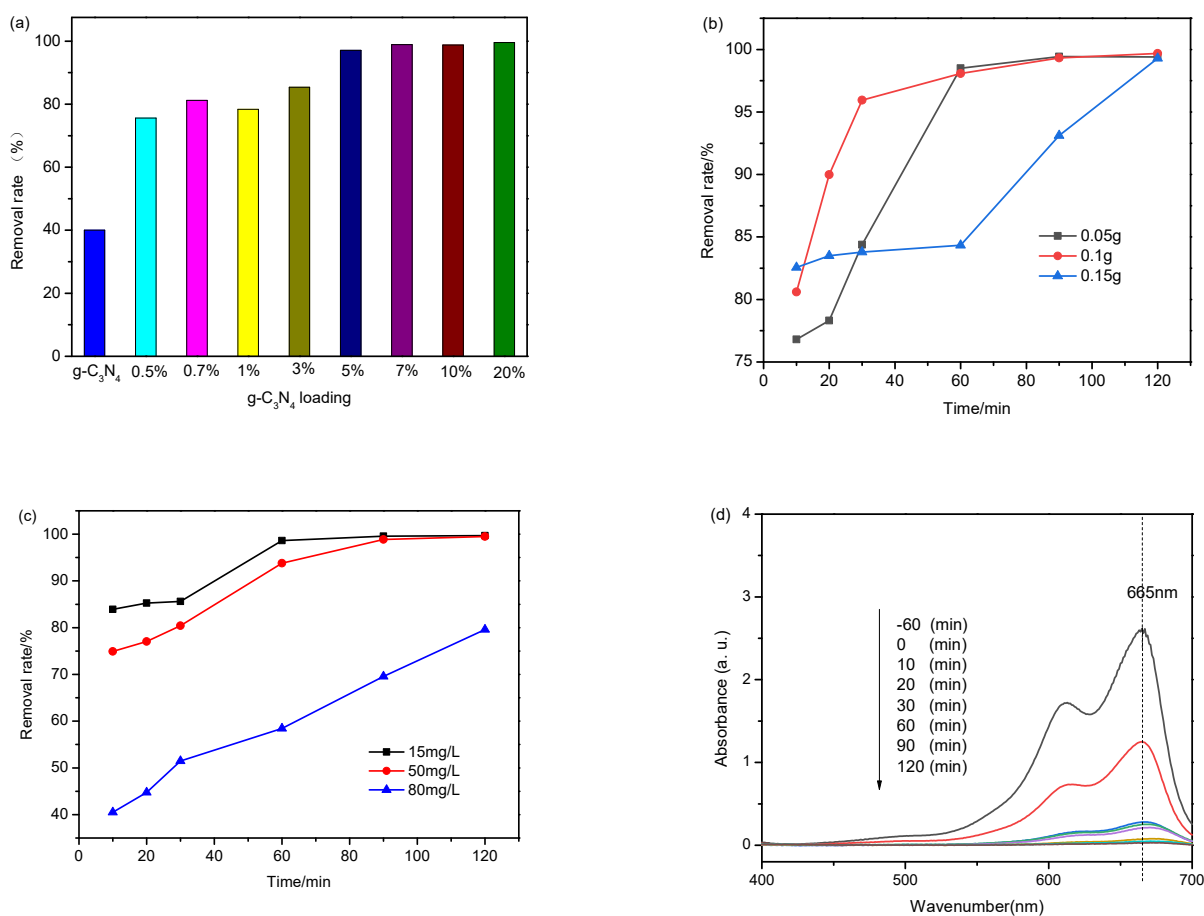 (a)
100
80
60
40
20
0
Removal rate (%)
g-C₃N₄ 0.5% 0.7% 1% 3% 5% 7% 10% 20%
g-C₃N₄ loading
(b)
100
95
90
85
80
75
Removal rate/%
0.05g
0.1g
0.15g
0 20 40 60 80 100 120
Time/min
(c)
100
90
80
70
60
50
40
Removal rate/%
15mg/L
50mg/L
80mg/L
0 20 40 60 80 100 120
Time/min
(d)
4
3
2
1
0
Absorbance (a. u.)
665nm
-60 (min)
0 (min)
10 (min)
20 (min)
30 (min)
60 (min)
90 (min)
120 (min)
400 500 600 700
Wavenumber(nm)